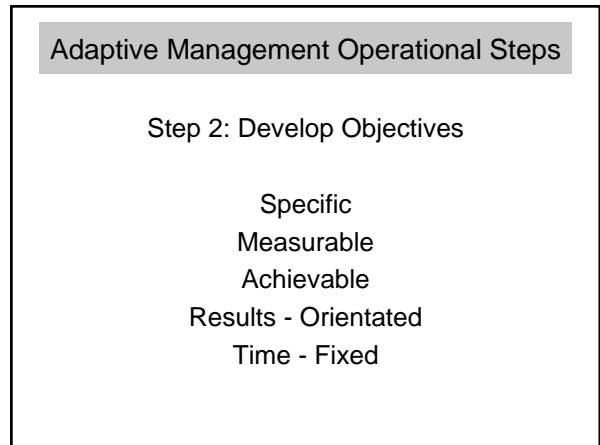 Adaptive Management Operational Steps
Step 2: Develop Objectives
Specific
Measurable
Achievable
Results - Orientated
Time - Fixed